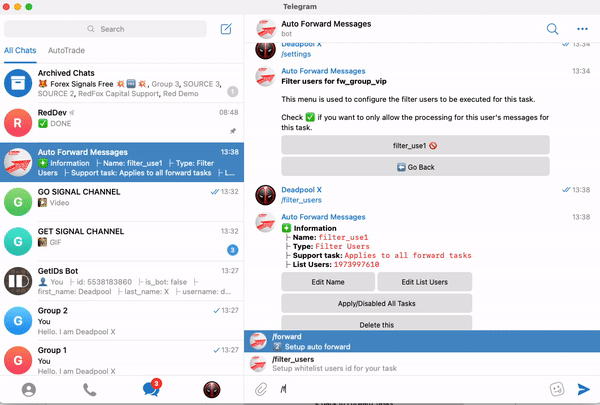 Telegram
Search
All Chats
AutoTrade
Archived Chats
🦊 Forex Signals Free 💥🆓💥, Group 3, SOURCE 3,
SOURCE 2, RedFox Capital Support, Red Demo
1
R
RedDev
08:48
✅ DONE
Auto Forward Messages
13:38
Information ├ Name: filter_use1 ├ Type: Filter
Users ├ Support task: Applies to all forward tasks ├ L...
G
GO SIGNAL CHANNEL
13:32
Video
G
GET SIGNAL CHANNEL
13:32
GIF
3
GetIDs Bot
13:27
👤 You ├ id: 5538183860 ├ is_bot: false ├
first_name: Deadpool ├ last_name: X ├ username: d...
G
Group 2
13:27
You
Hello. I am Deadpool X
G
Group 1
13:27
You
Hello. I am Deadpool X
3
Auto Forward Messages
bot
Deadpool X
13:34
/settings
Auto Forward Messages
13:34
Filter users for fw_group_vip
This menu is used to configure the filter users to be executed for this task.
Check ✅ if you want to only allow the processing for this user's messages for
this task.
filter_use1 🚫
⬅️ Go Back
Deadpool X
13:38
/filter_users
Auto Forward Messages
13:38
Information
├ Name: filter_use1
├ Type: Filter Users
├ Support task: Applies to all forward tasks
├ List Users: 1973997610
Edit Name
Edit List Users
Apply/Disabled All Tasks
Delete this
/forward
Setup auto forward
/filter_users
Setup whitelist users id for your task